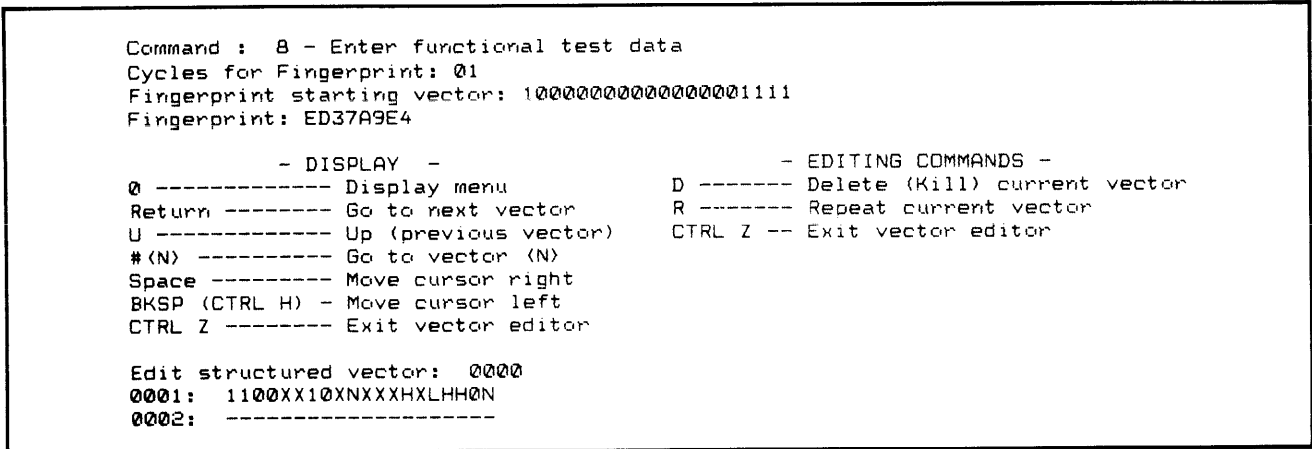 Command :  8 - Enter functional test data
Cycles for Fingerprint: 01
Fingerprint starting vector: 10000000000000001111
Fingerprint: ED37A9E4
- DISPLAY -    - EDITING COMMANDS -
0 ------------- Display menu    D ------- Delete (Kill) current vector
Return -------- Go to next vector    R ------- Repeat current vector
U ------------- Up (previous vector)    CTRL Z -- Exit vector editor
#<N> ---------- Go to vector <N>
Space --------- Move cursor right
BKSP (CTRL H) - Move cursor left
CTRL Z -------- Exit vector editor
Edit structured vector:  0000
0001:  1100XX10XNXXXHXLHH0N
0002:  --------------------